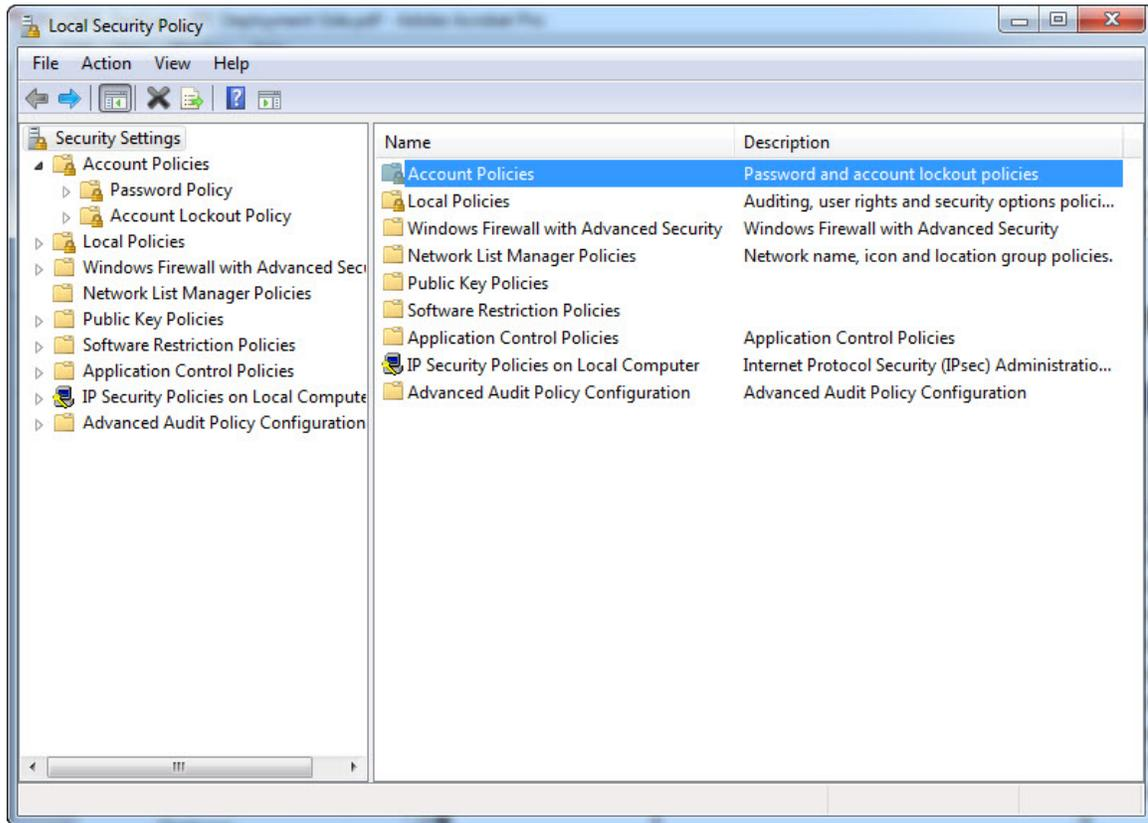 Local Security Policy
File Action View Help
Security Settings
Account Policies
Password Policy
Account Lockout Policy
Local Policies
Windows Firewall with Advanced Secu
Network List Manager Policies
Public Key Policies
Software Restriction Policies
Application Control Policies
IP Security Policies on Local Compute
Advanced Audit Policy Configuration
Name Description
Account Policies Password and account lockout policies
Local Policies Auditing, user rights and security options polici...
Windows Firewall with Advanced Security Windows Firewall with Advanced Security
Network List Manager Policies Network name, icon and location group policies.
Public Key Policies
Software Restriction Policies
Application Control Policies Application Control Policies
IP Security Policies on Local Computer Internet Protocol Security (IPsec) Administratio...
Advanced Audit Policy Configuration Advanced Audit Policy Configuration